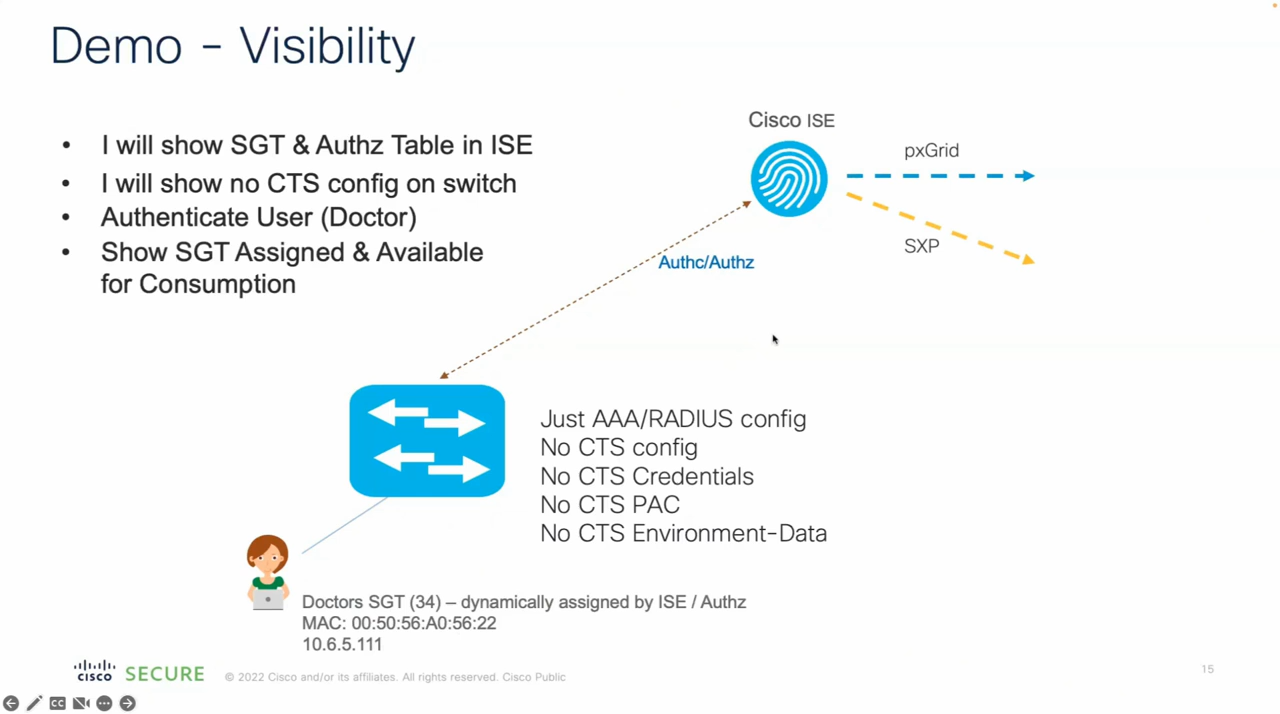 Demo - Visibility
• I will show SGT & Authz Table in ISE
• I will show no CTS config on switch
• Authenticate User (Doctor)
• Show SGT Assigned & Available
for Consumption
Cisco ISE
pxGrid
SXP
Authc/Authz
Just AAA/RADIUS config
No CTS config
No CTS Credentials
No CTS PAC
No CTS Environment-Data
Doctors SGT (34) – dynamically assigned by ISE / Authz
MAC: 00:50:56:A0:56:22
10.6.5.111
cisco SECURE
© 2022 Cisco and/or its affiliates. All rights reserved. Cisco Public
15
CC